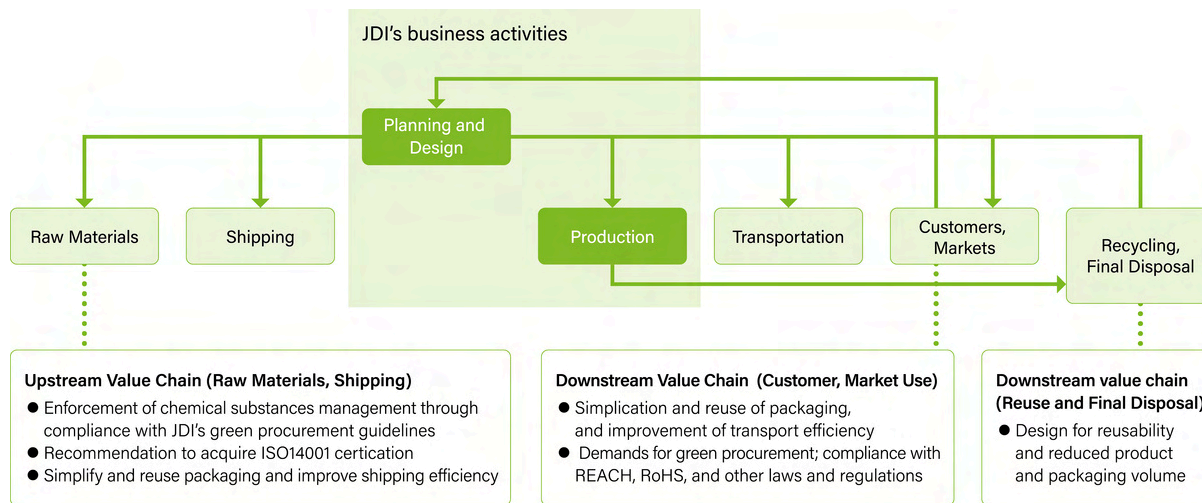 JDI's business activities
Planning and
Design
Raw Materials
Shipping
Production
Transportation
Customers,
Markets
Recycling,
Final Disposal
Upstream Value Chain (Raw Materials, Shipping)
● Enforcement of chemical substances management through
compliance with JDI's green procurement guidelines
● Recommendation to acquire ISO14001 certication
● Simplify and reuse packaging and improve shipping efficiency
Downstream Value Chain (Customer, Market Use)
● Simplication and reuse of packaging,
and improvement of transport efficiency
● Demands for green procurement; compliance with
REACH, RoHS, and other laws and regulations
Downstream value chain
(Reuse and Final Disposal)
● Design for reusability
and reduced product
and packaging volume